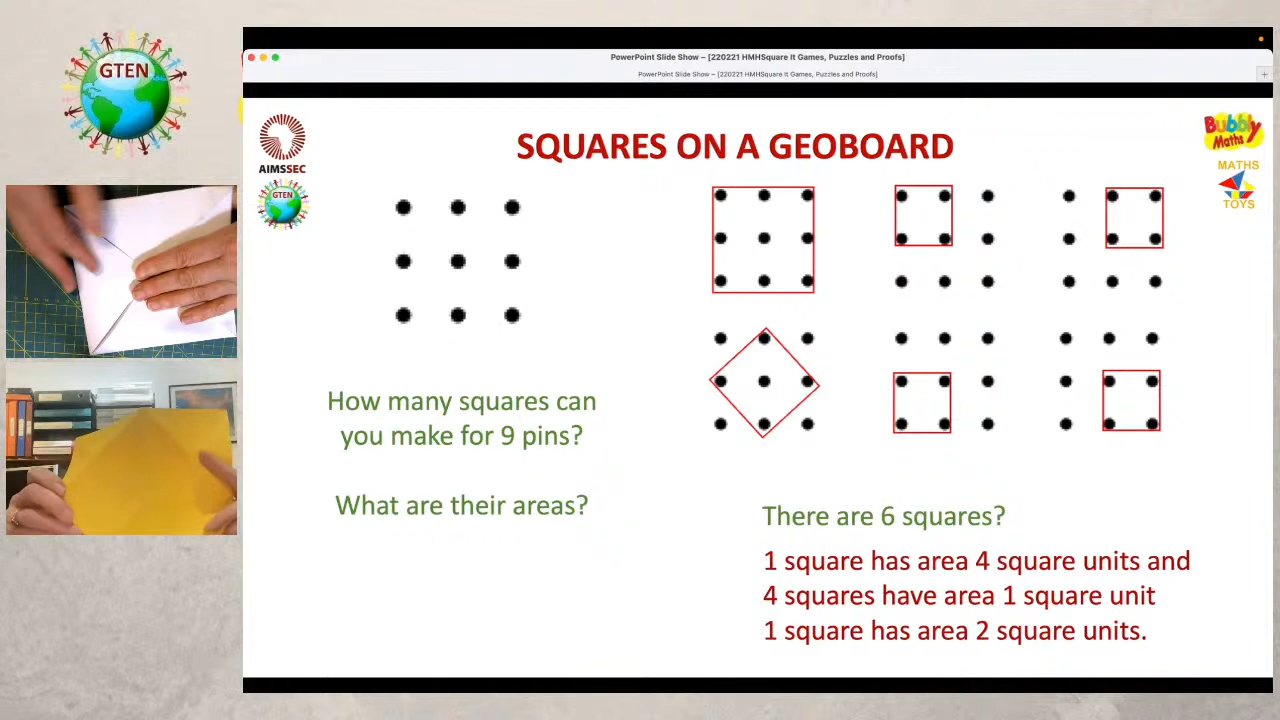 GTEN
PowerPoint Slide Show – [220221 HMHSquare It Games, Puzzles and Proofs]
PowerPoint Slide Show – [220221 HMHSquare It Games, Puzzles and Proofs]
AIMSSEC
GTEN
SQUARES ON A GEOBOARD
Bubbly
Maths
MATHS
TOYS
How many squares can
you make for 9 pins?
What are their areas?
There are 6 squares?
1 square has area 4 square units and
4 squares have area 1 square unit
1 square has area 2 square units.